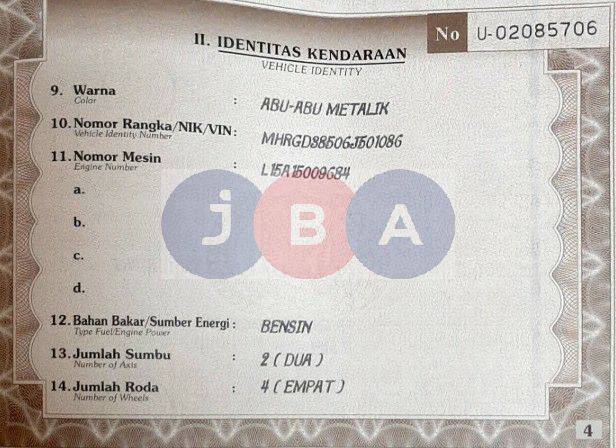 No U-02085706
II. IDENTITAS KENDARAAN
VEHICLE IDENTITY
9. Warna : ABU-ABU METALIK
Color
10. Nomor Rangka/NIK/VIN: MHRGD88506J501086
Vehicle Identity Number
11. Nomor Mesin : L15A15009684
Engine Number
a.
b.
c.
d.
JBA
12. Bahan Bakar/Sumber Energi : BENSIN
Type Fuel/Engine Power
13. Jumlah Sumbu : 2 ( DUA )
Number of Axis
14. Jumlah Roda : 4 ( EMPAT )
Number of Wheels
4